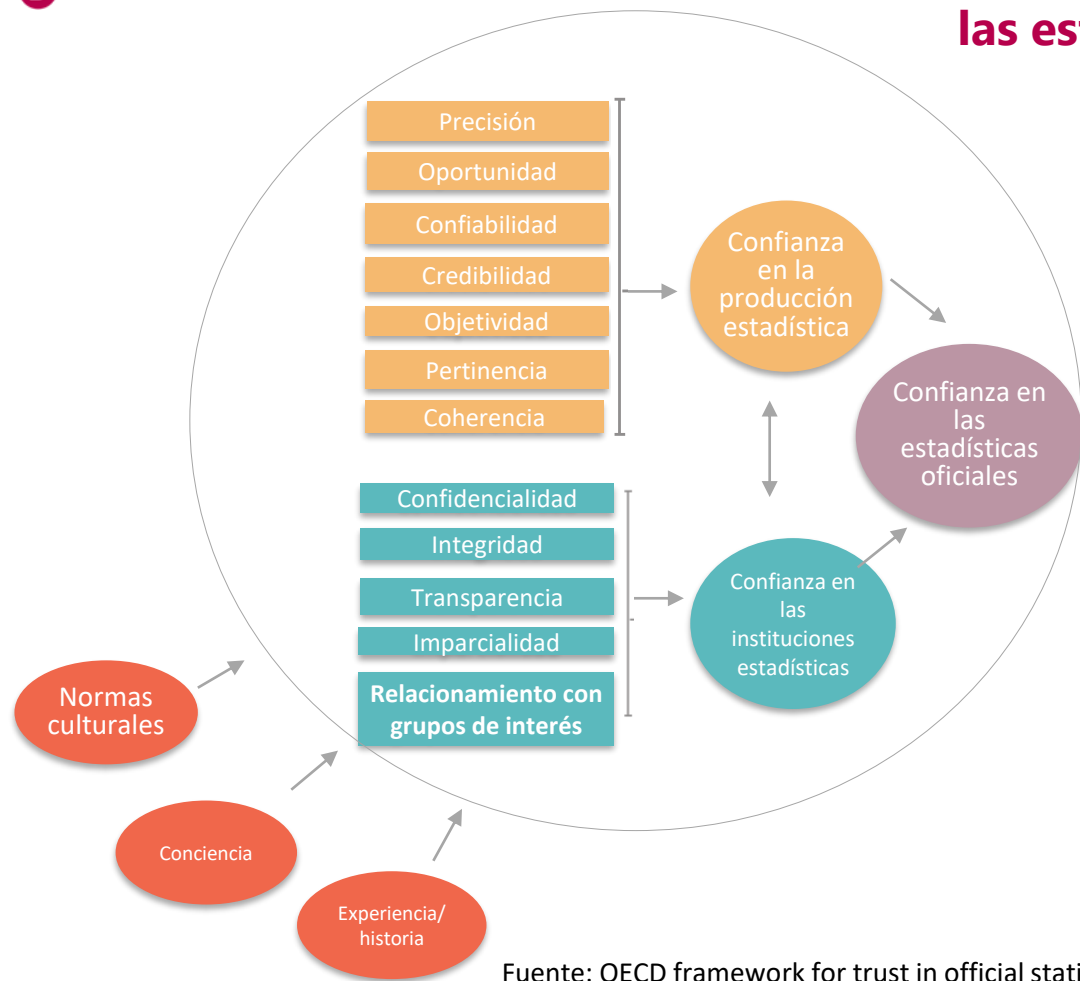 las
Precisión
Oportunidad
Confiabilidad
Credibilidad
Objetividad
Pertinencia
Coherencia
Confianza
en la
producción
estadística
Confianza en
las
estadísticas
oficiales
Confidencialidad
Integridad
Transparencia
Imparcialidad
Relacionamiento con
grupos de interés
Confianza en
las
instituciones
estadísticas
Normas
culturales
Conciencia
Experiencia/
historia
Fuente: OECD framework for trust in official